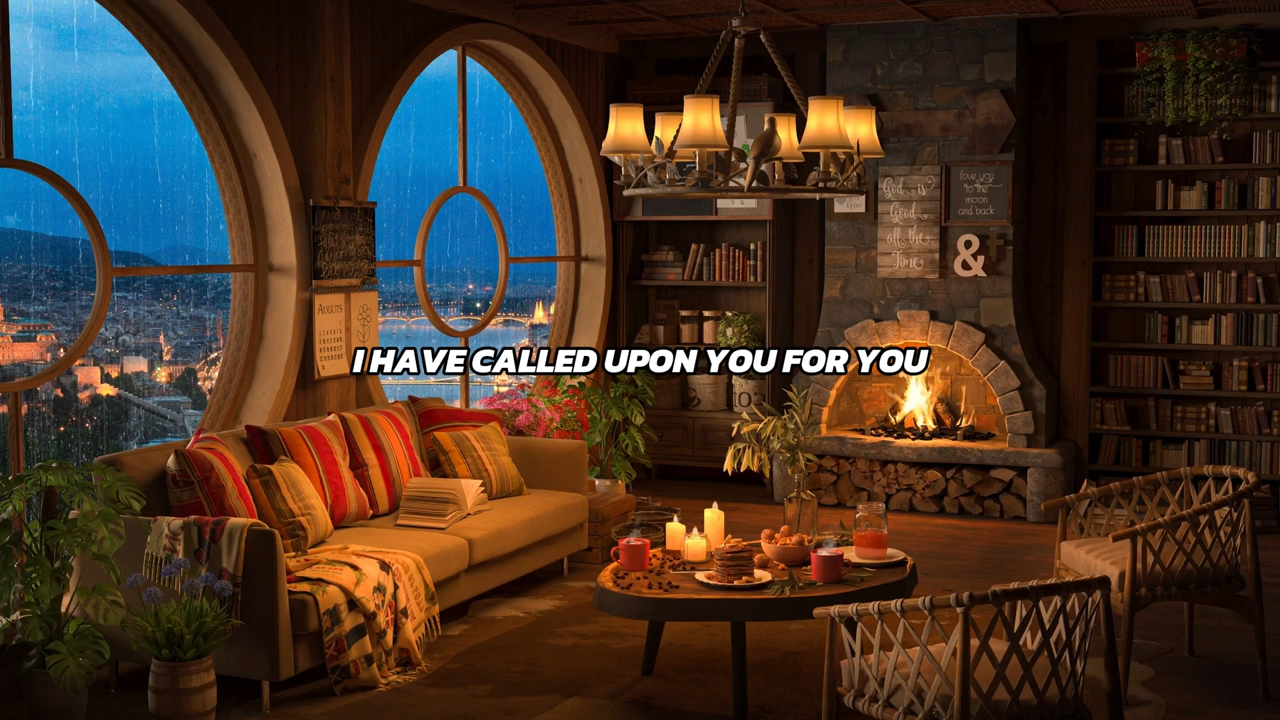 God is
Good
all the
Time
love you
to the
moon
and back
&
AUGUTS
I HAVE CALLED UPON YOU FOR YOU